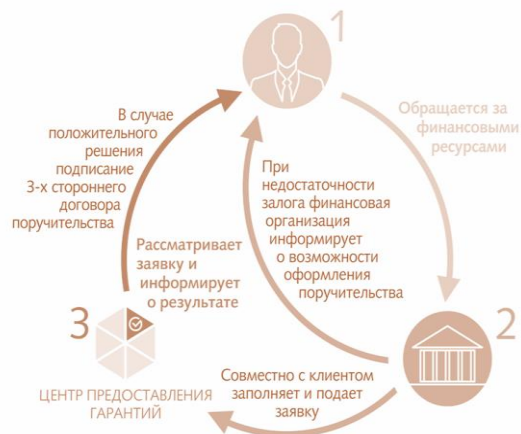 1
Обращается за
финансовыми
ресурсами
2
При
недостаточности
залога финансовая
организация
информирует
о возможности
оформления
поручительства
Совместно с клиентом
заполняет и подает
заявку
3
ЦЕНТР ПРЕДОСТАВЛЕНИЯ
ГАРАНТИЙ
Рассматривает
заявку и
информирует
о результате
В случае
положительного
решения
подписание
3-х стороннего
договора
поручительства